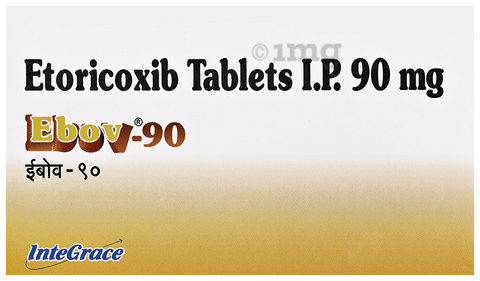 ©1mg
Etoricoxib Tablets I.P. 90 mg
Ebov®-90
ईबोव - ९०
InteGrace